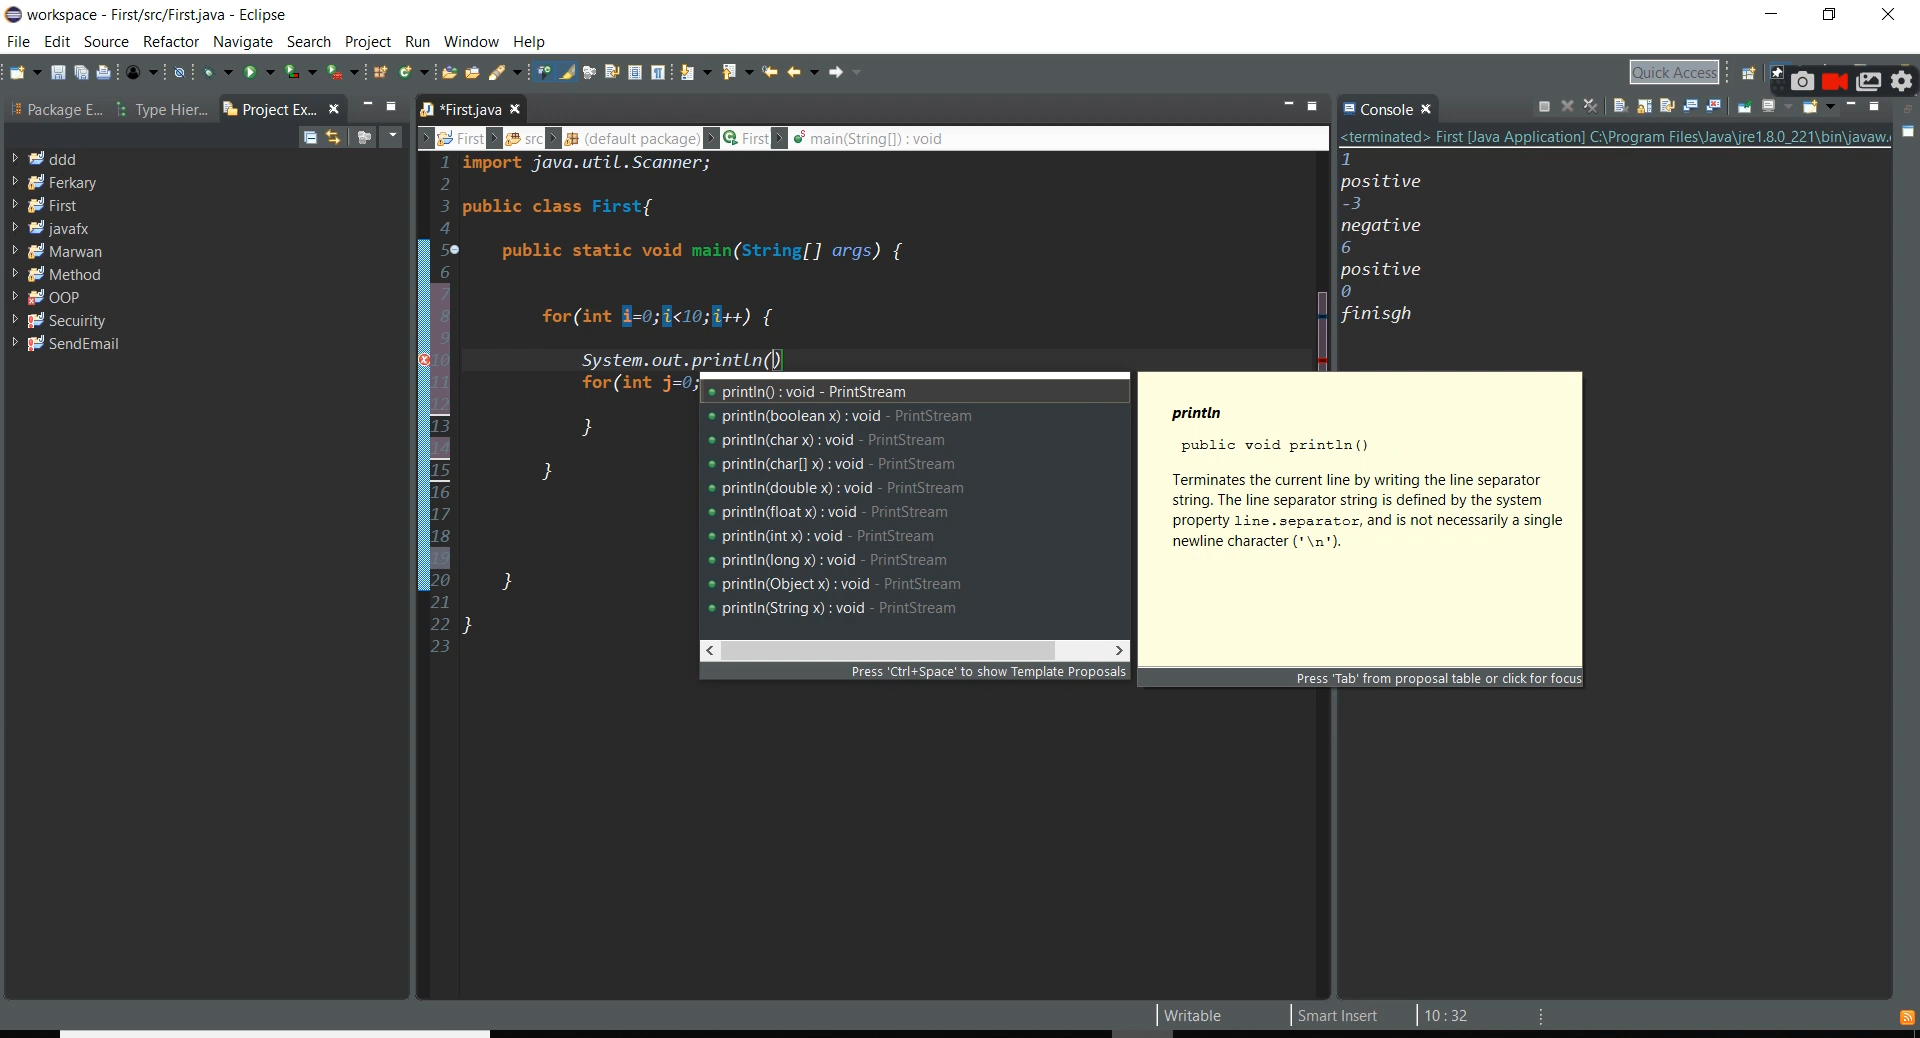 workspace - First/src/First.java - Eclipse
File Edit Source Refactor Navigate Search Project Run Window Help
Quick Access
Package E... Type Hier... Project Ex...
*First.java
Console
First src (default package) First main(String[]) : void
<terminated> First [Java Application] C:\Program Files\Java\jre1.8.0_221\bin\javaw.
ddd
Ferkary
First
javafx
Marwan
Method
OOP
Secuirity
SendEmail
1 import java.util.Scanner;
2
3 public class First{
4
5 public static void main(String[] args) {
6
7
8 for(int i=0;i<10;i++) {
9
10 System.out.println()
11 for(int j=0;
12
13 }
14
15 }
16
17
18
19
20 }
21
22 }
23
println() : void - PrintStream
println(boolean x) : void - PrintStream
println(char x) : void - PrintStream
println(char[] x) : void - PrintStream
println(double x) : void - PrintStream
println(float x) : void - PrintStream
println(int x) : void - PrintStream
println(long x) : void - PrintStream
println(Object x) : void - PrintStream
println(String x) : void - PrintStream
Press 'Ctrl+Space' to show Template Proposals
println
public void println()
Terminates the current line by writing the line separator
string. The line separator string is defined by the system
property line.separator, and is not necessarily a single
newline character ('\n').
Press 'Tab' from proposal table or click for focus
1
positive
-3
negative
6
positive
0
finisgh
Writable Smart Insert 10 : 32